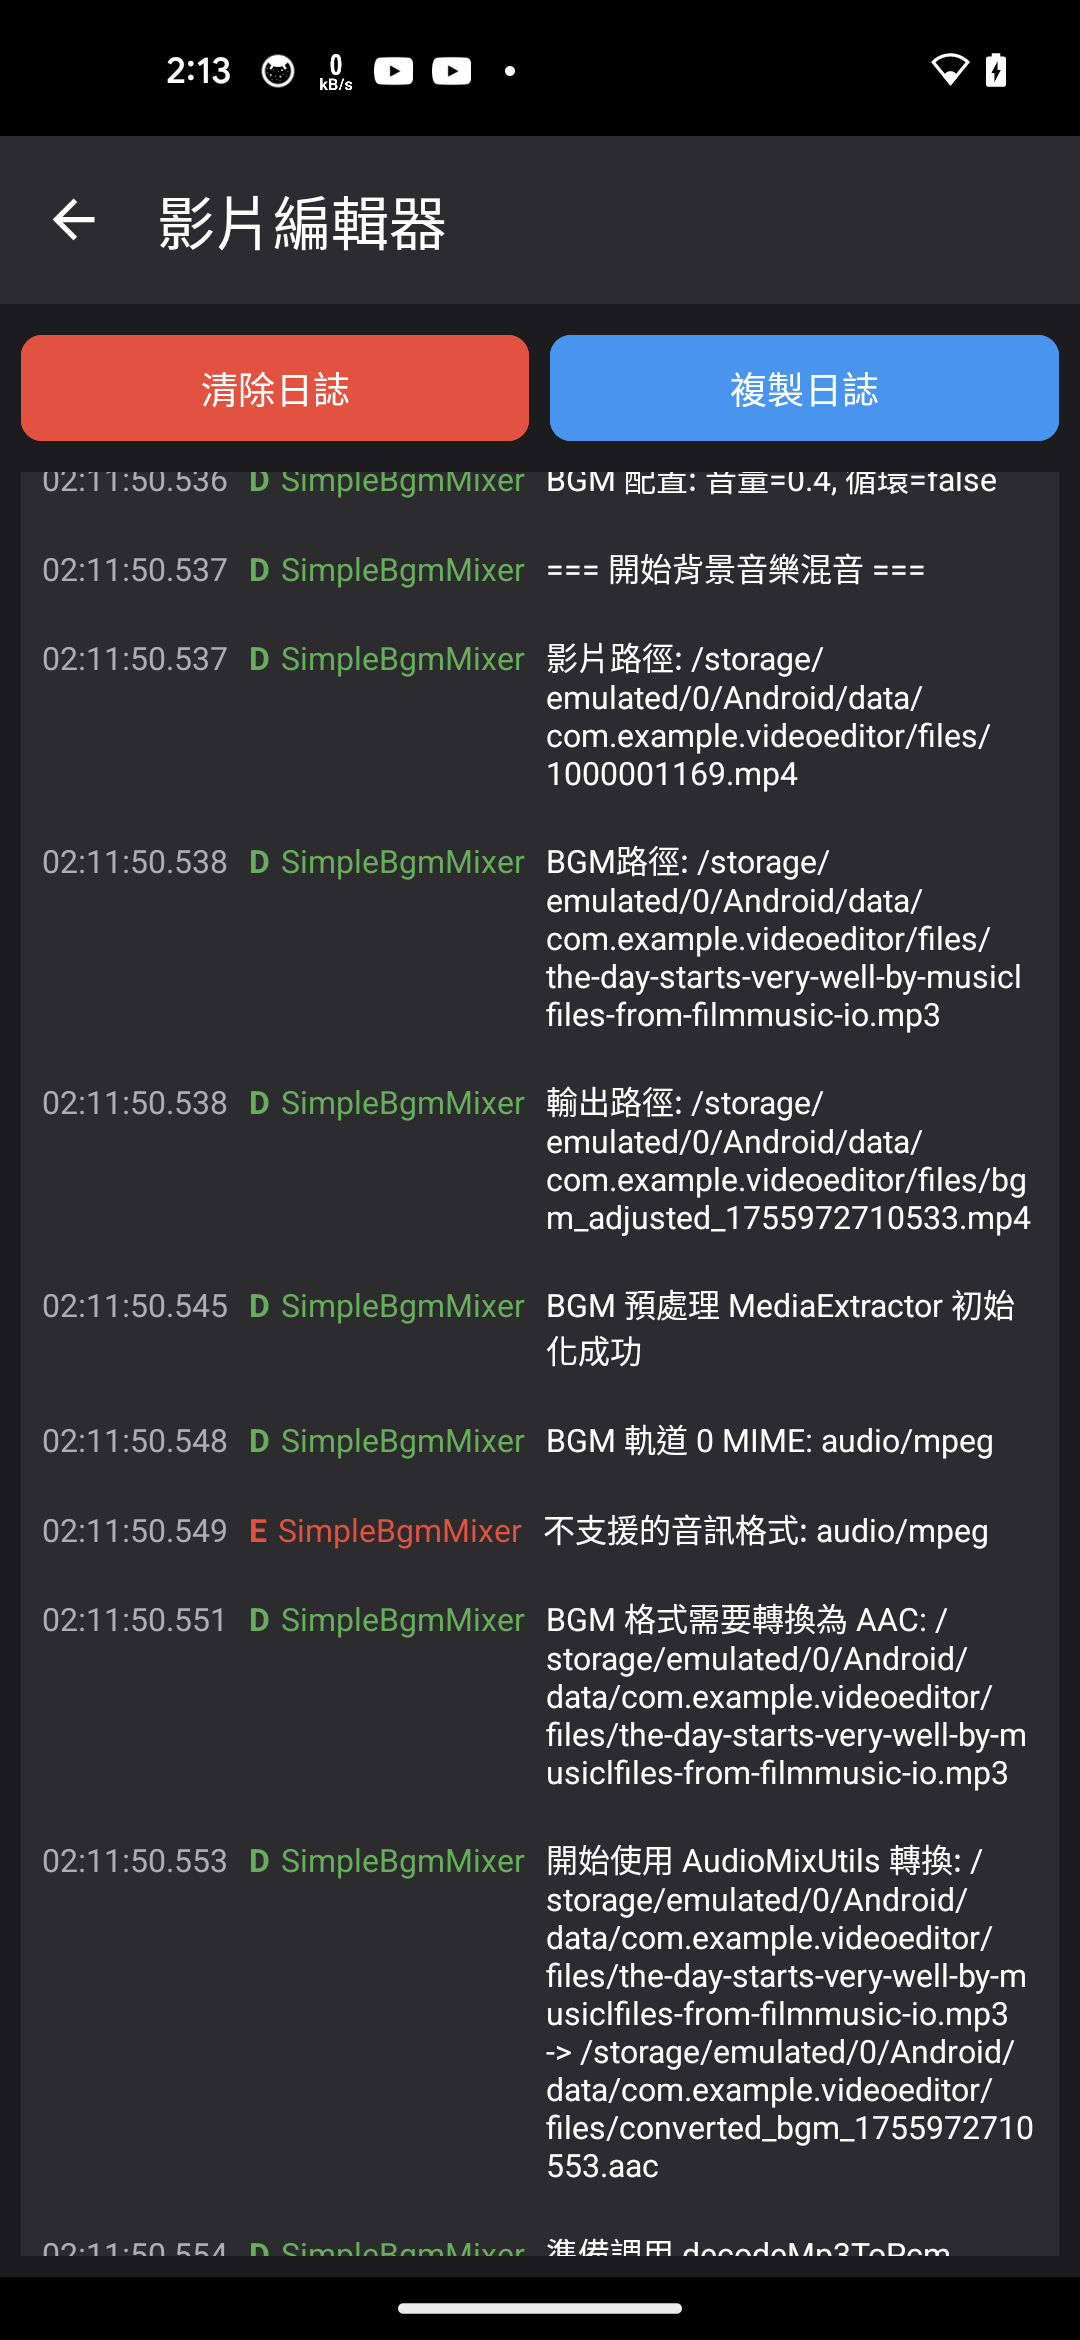 2:13
0
kB/s
影片編輯器
清除日誌
複製日誌
02:11:50.536 D SimpleBgmMixer BGM 配置: 音量=0.4, 循環=false
02:11:50.537 D SimpleBgmMixer === 開始背景音樂混音 ===
02:11:50.537 D SimpleBgmMixer 影片路徑: /storage/
emulated/0/Android/data/
com.example.videoeditor/files/
1000001169.mp4
02:11:50.538 D SimpleBgmMixer BGM路徑: /storage/
emulated/0/Android/data/
com.example.videoeditor/files/
the-day-starts-very-well-by-musicl
files-from-filmmusic-io.mp3
02:11:50.538 D SimpleBgmMixer 輸出路徑: /storage/
emulated/0/Android/data/
com.example.videoeditor/files/bg
m_adjusted_1755972710533.mp4
02:11:50.545 D SimpleBgmMixer BGM 預處理 MediaExtractor 初始
化成功
02:11:50.548 D SimpleBgmMixer BGM 軌道 0 MIME: audio/mpeg
02:11:50.549 E SimpleBgmMixer 不支援的音訊格式: audio/mpeg
02:11:50.551 D SimpleBgmMixer BGM 格式需要轉換為 AAC: /
storage/emulated/0/Android/
data/com.example.videoeditor/
files/the-day-starts-very-well-by-m
usiclfiles-from-filmmusic-io.mp3
02:11:50.553 D SimpleBgmMixer 開始使用 AudioMixUtils 轉換: /
storage/emulated/0/Android/
data/com.example.videoeditor/
files/the-day-starts-very-well-by-m
usiclfiles-from-filmmusic-io.mp3
-> /storage/emulated/0/Android/
data/com.example.videoeditor/
files/converted_bgm_1755972710
553.aac
02:11:50.554 D SimpleBgmMixer 準備調用 decodeMp3ToPcm